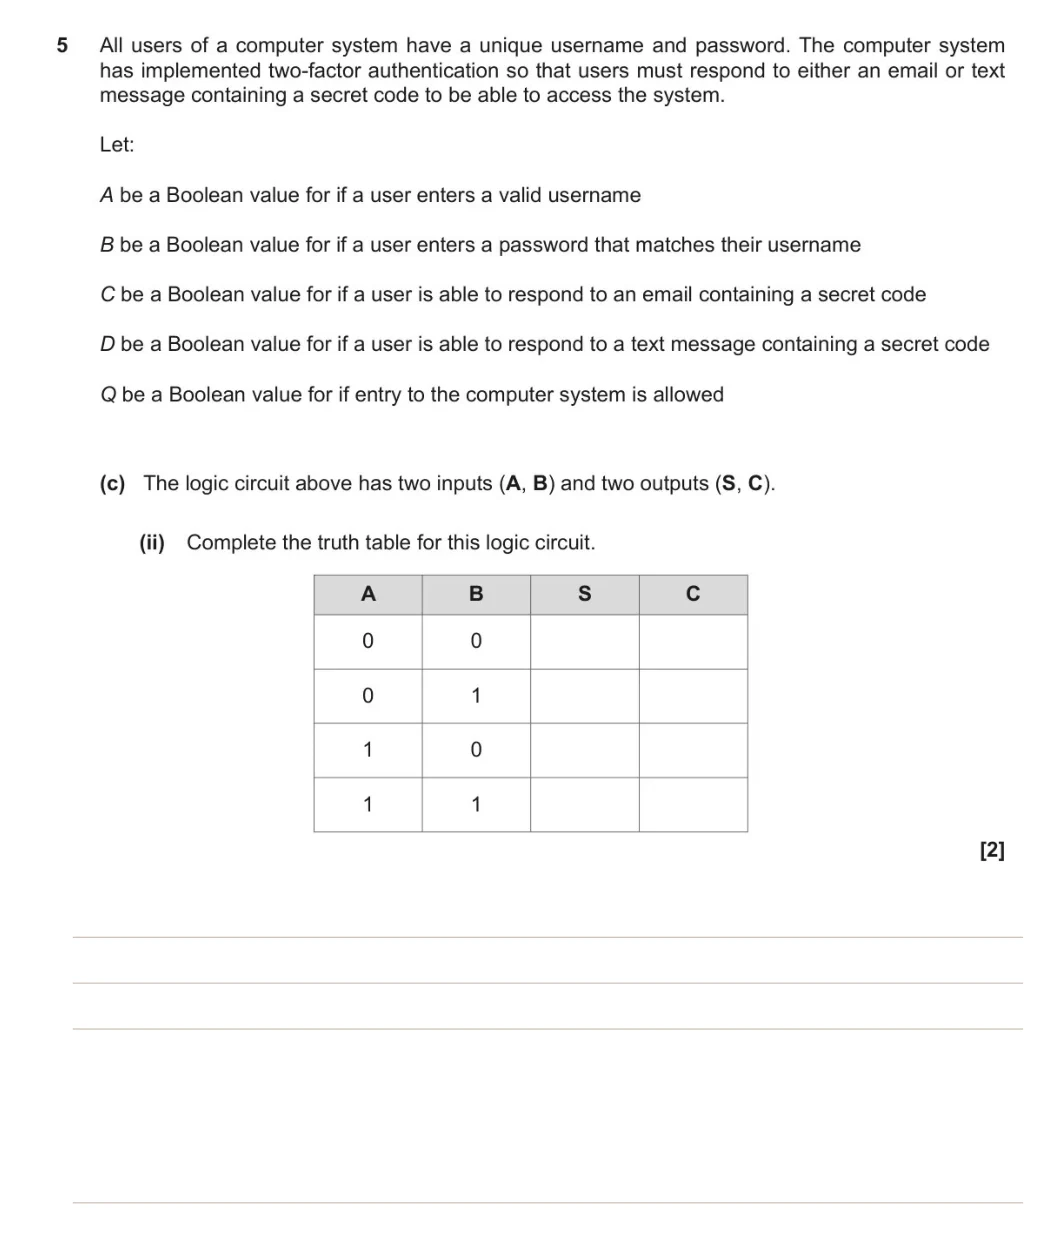 5 All users of a computer system have a unique username and password. The computer system
has implemented two-factor authentication so that users must respond to either an email or text
message containing a secret code to be able to access the system.
Let:
A be a Boolean value for if a user enters a valid username
B be a Boolean value for if a user enters a password that matches their username
C be a Boolean value for if a user is able to respond to an email containing a secret code
D be a Boolean value for if a user is able to respond to a text message containing a secret code
Q be a Boolean value for if entry to the computer system is allowed
(c) The logic circuit above has two inputs (A, B) and two outputs (S, C).
(ii) Complete the truth table for this logic circuit.
A B S C
0 0
0 1
1 0
1 1
[2]